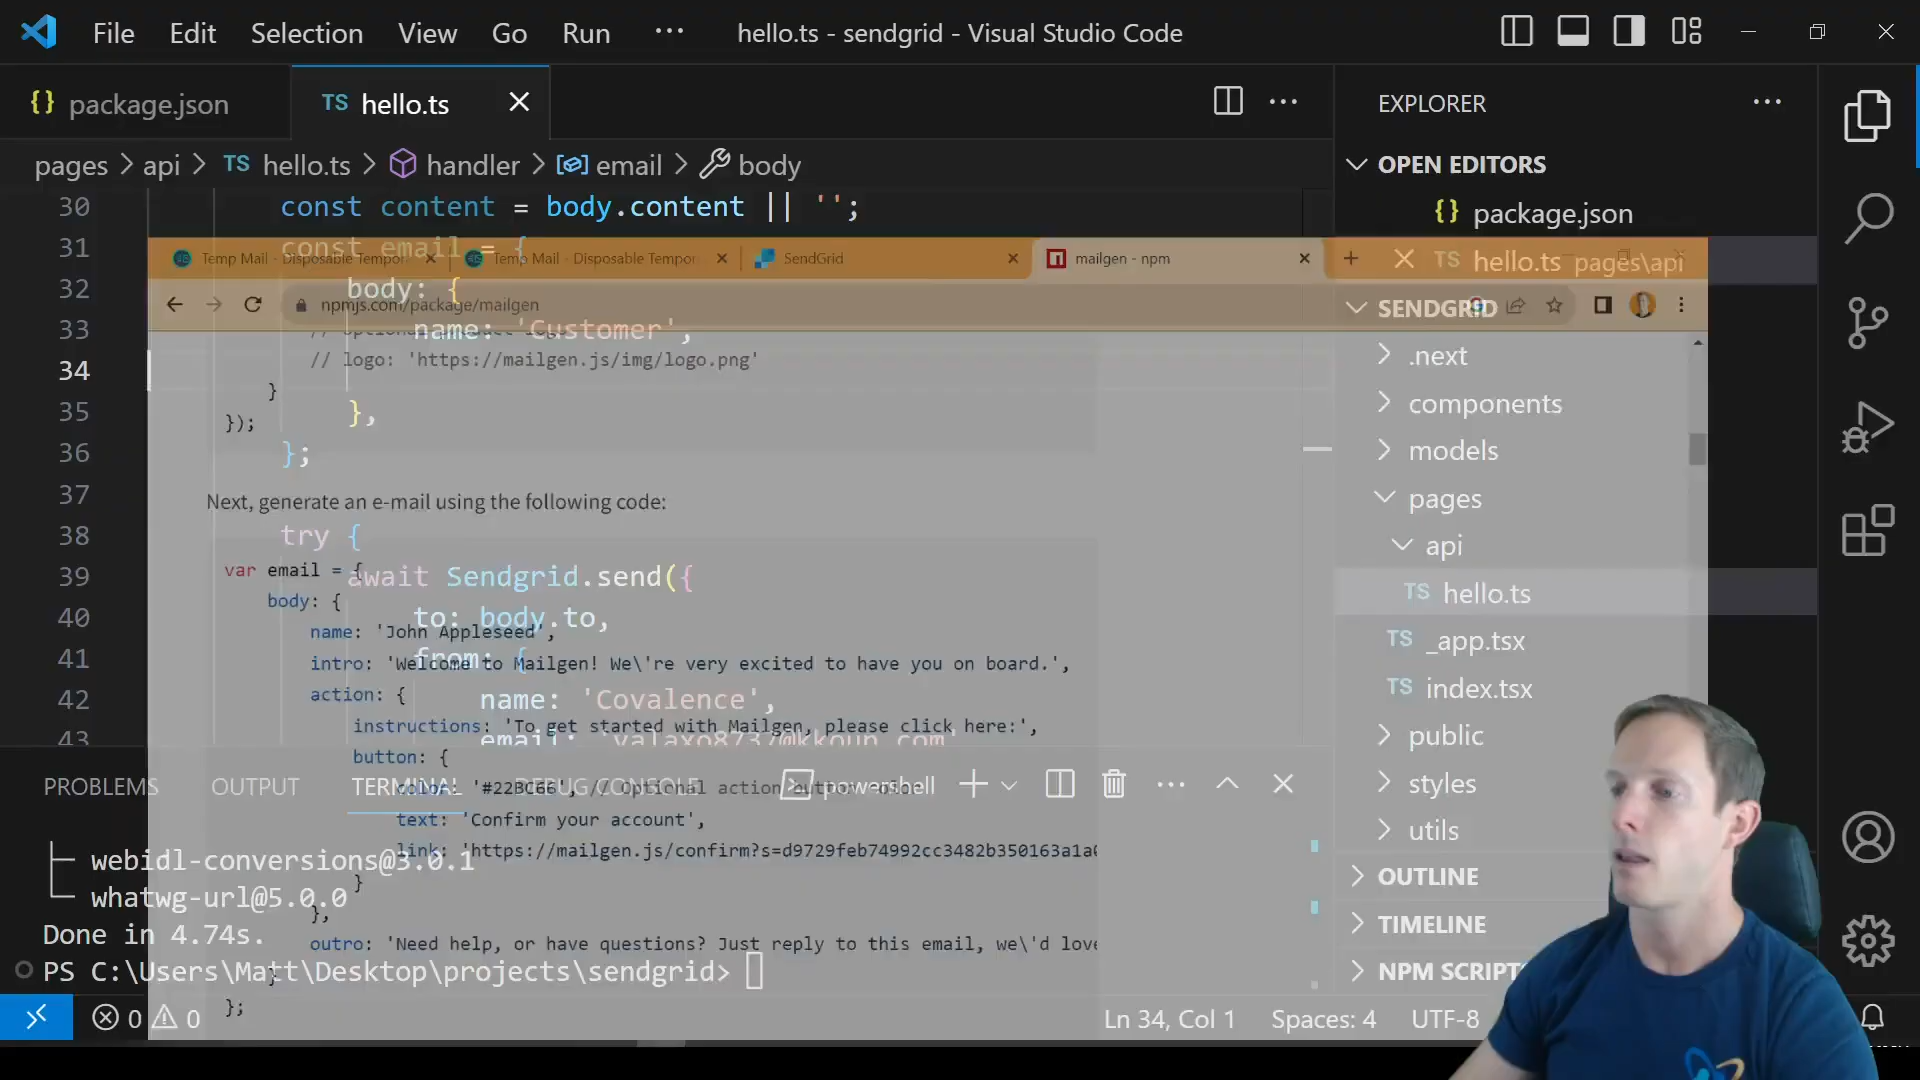 File Edit Selection View Go Run ··· hello.ts - sendgrid - Visual Studio Code
{} package.json
TS hello.ts
EXPLORER
pages > api > TS hello.ts > handler > email > body
OPEN EDITORS
{} package.json
TS hello.ts pages\api
SENDGRID
.next
components
models
pages
api
TS hello.ts
TS _app.tsx
TS index.tsx
public
styles
utils
OUTLINE
TIMELINE
NPM SCRIPTS
30 const content = body.content || '';
31 const email = {
32 body: {
33 name: 'Customer',
34
35 },
36 };
37
38 try {
39 await Sendgrid.send({
40 to: body.to,
41 from: {
42 name: 'Covalence',
43 email: 'yalaxo8737@kkoup.com'
Temp Mail - Disposable Tempor
Temp Mail - Disposable Tempor
SendGrid
mailgen - npm
npmjs.com/package/mailgen
// logo: 'https://mailgen.js/img/logo.png'
}
});
Next, generate an e-mail using the following code:
var email = {
body: {
name: 'John Appleseed',
intro: 'Welcome to Mailgen! We\'re very excited to have you on board.',
action: {
instructions: 'To get started with Mailgen, please click here:',
button: {
color: '#22BC66', // Optional action button
text: 'Confirm your account',
link: 'https://mailgen.js/confirm?s=d9729feb74992cc3482b350163a1a0
}
},
outro: 'Need help, or have questions? Just reply to this email, we\'d love
}
};
PROBLEMS OUTPUT TERMINAL DEBUG CONSOLE powershell
webidl-conversions@3.0.1
whatwg-url@5.0.0
Done in 4.74s.
PS C:\Users\Matt\Desktop\projects\sendgrid>
0 0 Ln 34, Col 1 Spaces: 4 UTF-8